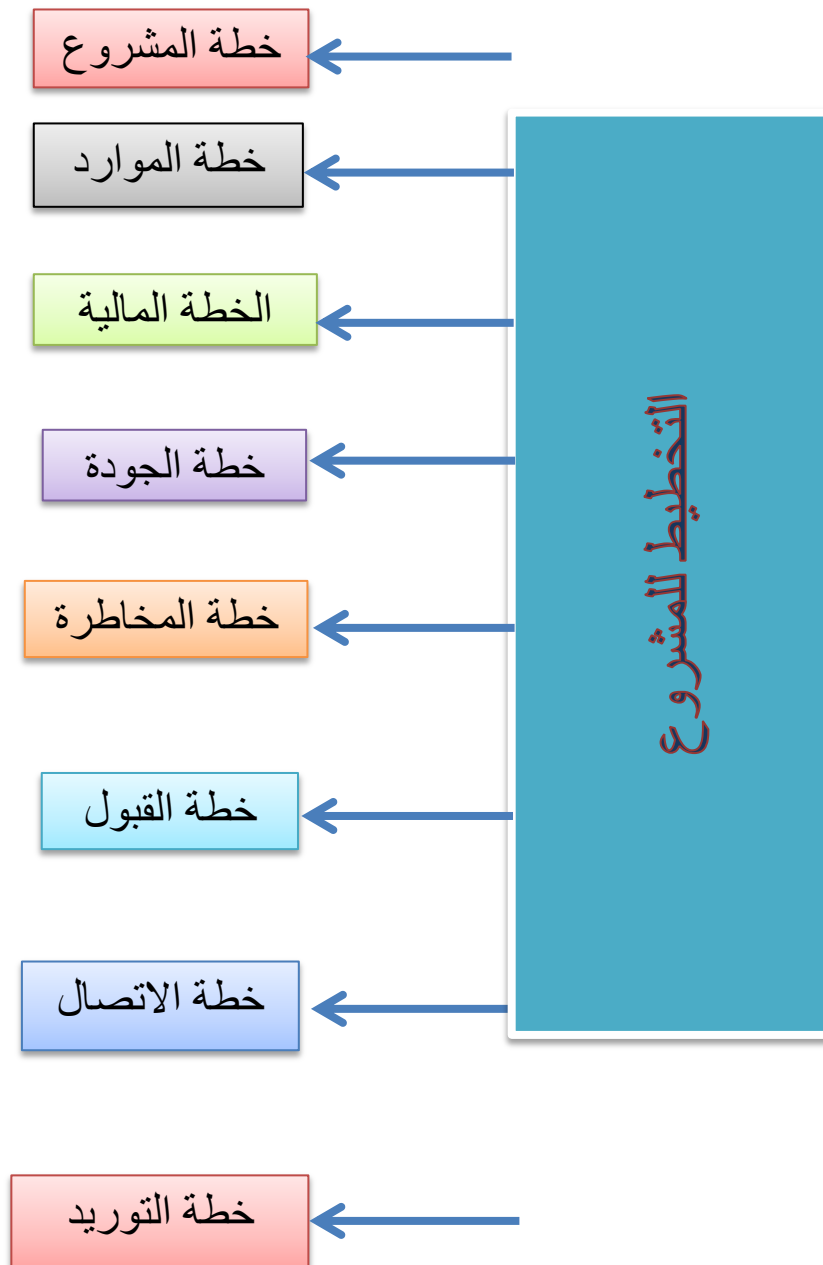 خطة المشروع
خطة الموارد
الخطة المالية
خطة الجودة
خطة المخاطرة
خطة القبول
خطة الاتصال
خطة التوريد
التخطيط للمشروع